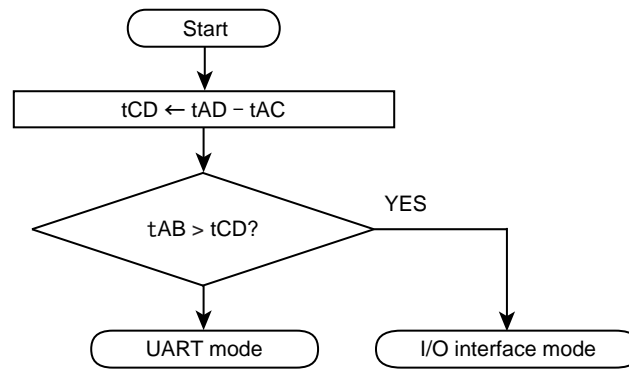 Start
tCD ← tAD − tAC
tAB > tCD?
YES
UART mode
I/O interface mode